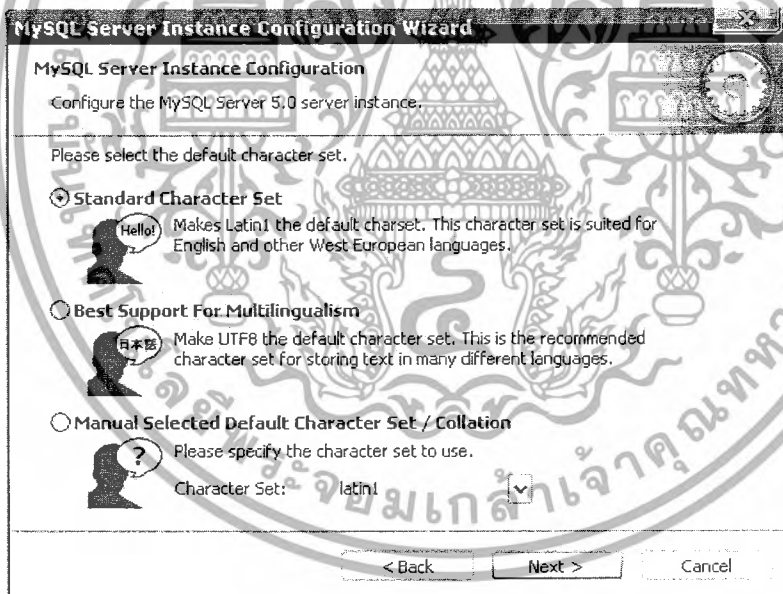 MySQL Server Instance Configuration Wizard
MySQL Server Instance Configuration
Configure the MySQL Server 5.0 server instance.
Please select the default character set.
Standard Character Set
Hello!
Makes Latin1 the default charset. This character set is suited for
English and other West European languages.
Best Support For Multilingualism
日本語
Make UTF8 the default character set. This is the recommended
character set for storing text in many different languages.
Manual Selected Default Character Set / Collation
?
Please specify the character set to use.
Character Set: latin1
< Back Next > Cancel